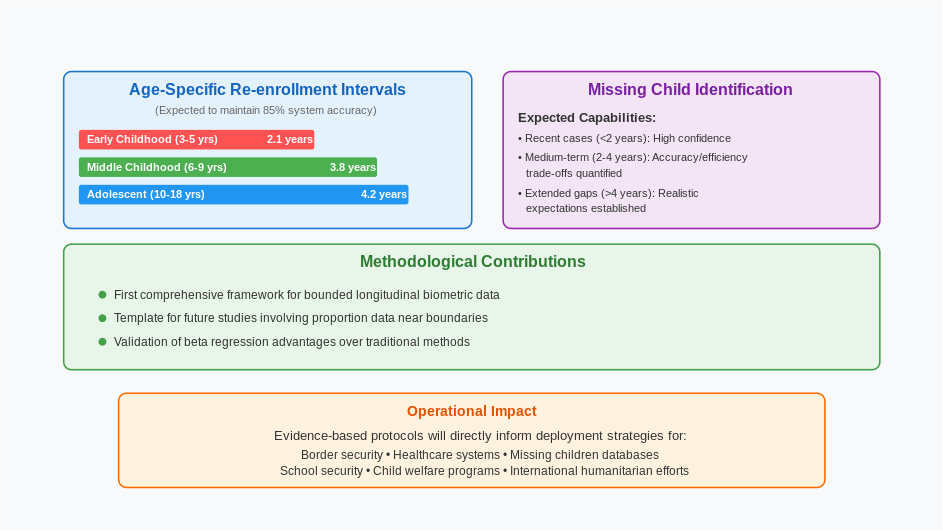 Age-Specific Re-enrollment Intervals
(Expected to maintain 85% system accuracy)
Early Childhood (3-5 yrs) 2.1 years
Middle Childhood (6-9 yrs) 3.8 years
Adolescent (10-18 yrs) 4.2 years
Missing Child Identification
Expected Capabilities:
• Recent cases (<2 years): High confidence
• Medium-term (2-4 years): Accuracy/efficiency
trade-offs quantified
• Extended gaps (>4 years): Realistic
expectations established
Methodological Contributions
First comprehensive framework for bounded longitudinal biometric data
Template for future studies involving proportion data near boundaries
Validation of beta regression advantages over traditional methods
Operational Impact
Evidence-based protocols will directly inform deployment strategies for:
Border security • Healthcare systems • Missing children databases
School security • Child welfare programs • International humanitarian efforts